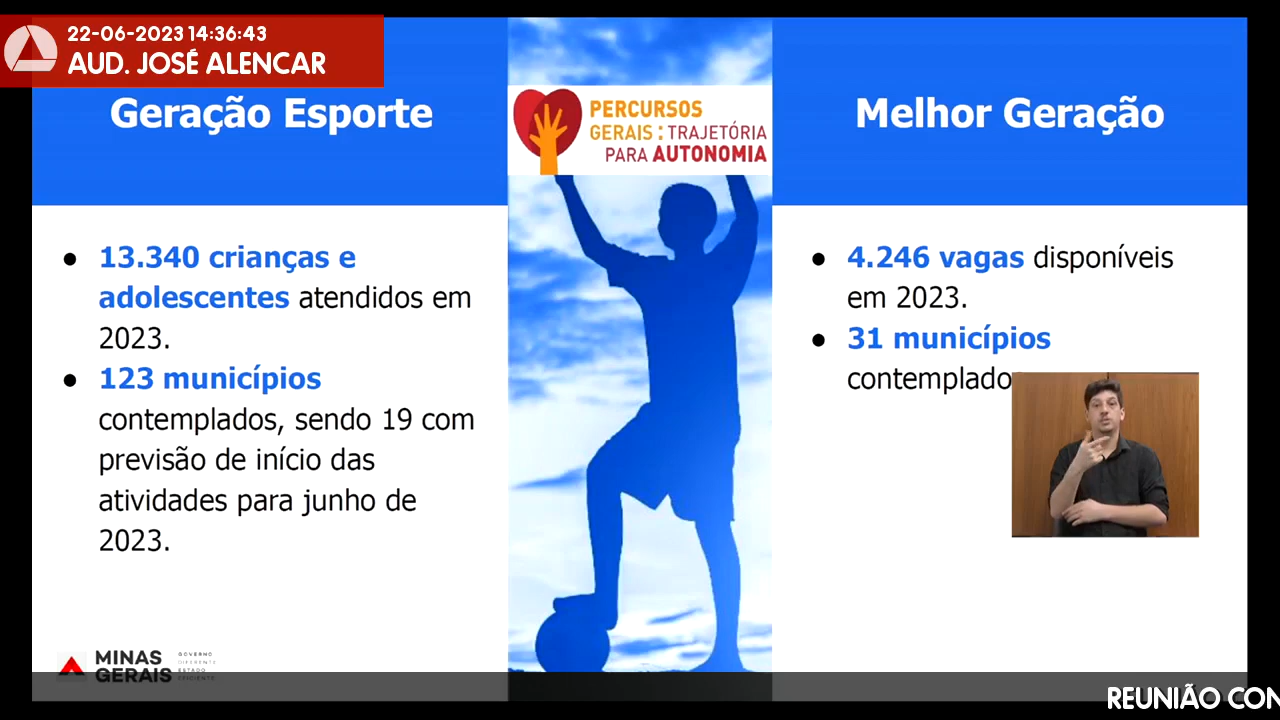 22-06-2023 14:36:43
AUD. JOSÉ ALENCAR
Geração Esporte
PERCURSOS
GERAIS : TRAJETÓRIA
PARA AUTONOMIA
Melhor Geração
● 13.340 crianças e
adolescentes atendidos em
2023.
● 123 municípios
contemplados, sendo 19 com
previsão de início das
atividades para junho de
2023.
● 4.246 vagas disponíveis
em 2023.
● 31 municípios
contemplado
MINAS
GERAIS
GOVERNO
DIFERENTE
ESTADO
EFICIENTE
REUNIÃO CON